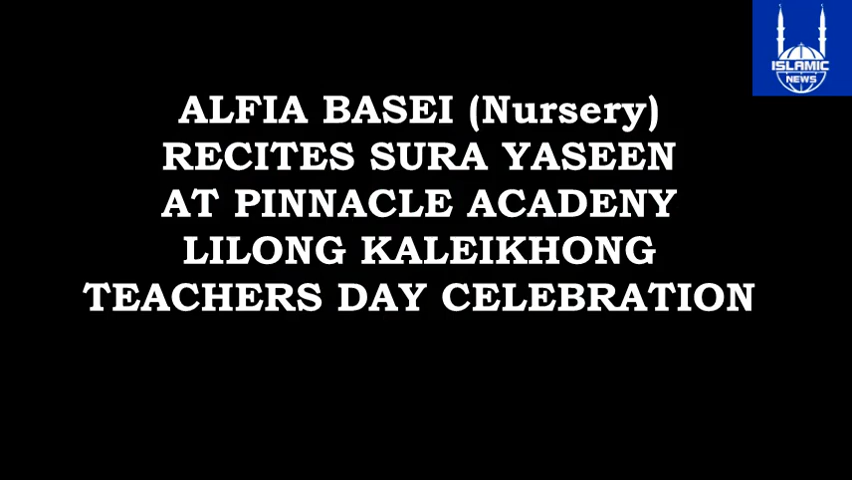 ISLAMIC
NEWS
ALFIA BASEI (Nursery)
RECITES SURA YASEEN
AT PINNACLE ACADENY
LILONG KALEIKHONG
TEACHERS DAY CELEBRATION